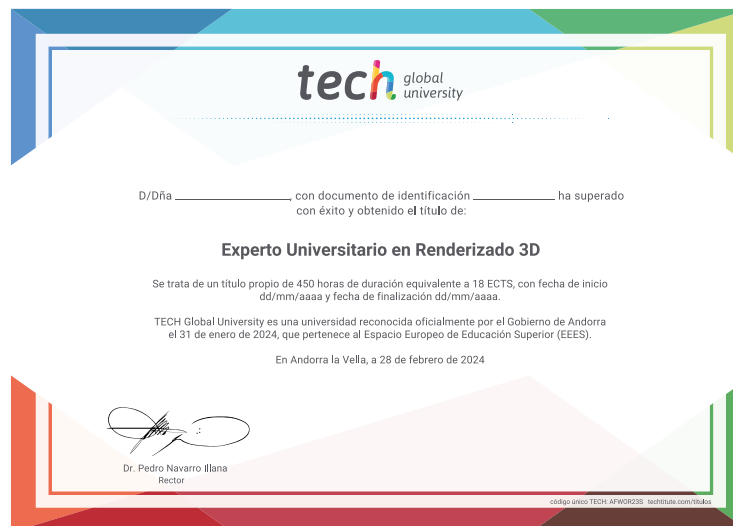 tech global
university
D/Dña ____________________, con documento de identificación ______________ ha superado
con éxito y obtenido el título de:
Experto Universitario en Renderizado 3D
Se trata de un título propio de 450 horas de duración equivalente a 18 ECTS, con fecha de inicio
dd/mm/aaaa y fecha de finalización dd/mm/aaaa.
TECH Global University es una universidad reconocida oficialmente por el Gobierno de Andorra
el 31 de enero de 2024, que pertenece al Espacio Europeo de Educación Superior (EEES).
En Andorra la Vella, a 28 de febrero de 2024
Dr. Pedro Navarro Illana
Rector
código único TECH: AFWOR23S techtitute.com/titulos